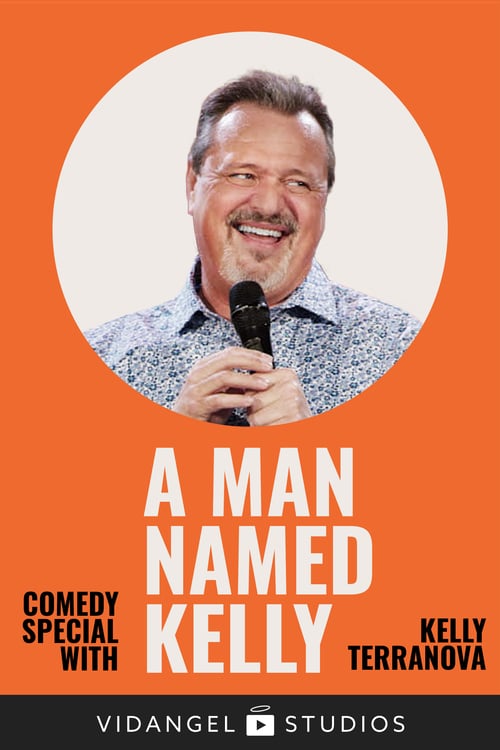 A MAN
NAMED
KELLY
COMEDY
SPECIAL
WITH
KELLY
TERRANOVA
VIDANGEL STUDIOS